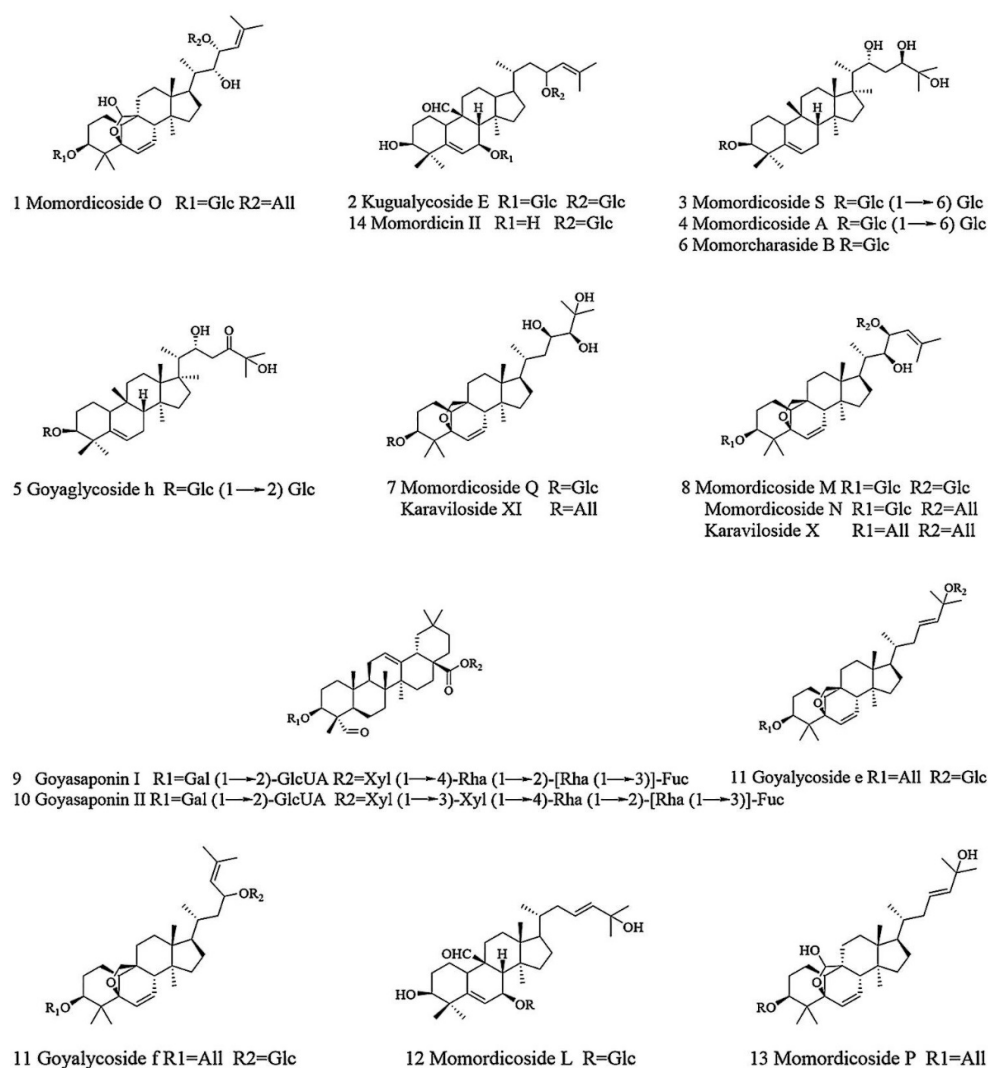 R₂O
OH
HO
O
R₁O
1 Momordicoside O R1=Glc R2=All
OR₂
OHC
H
HO
OR₁
2 Kugualycoside E R1=Glc R2=Glc
14 Momordicin II R1=H R2=Glc
OH OH
OH
H
RO
3 Momordicoside S R=Glc (1→6) Glc
4 Momordicoside A R=Glc (1→6) Glc
6 Momorcharaside B R=Glc
OH O
OH
H
RO
5 Goyaglycoside h R=Glc (1→2) Glc
OH
HO
OH
O
RO
7 Momordicoside Q R=Glc
Karaviloside XI R=All
R₂O
OH
O
R₁O
8 Momordicoside M R1=Glc R2=Glc
Momordicoside N R1=Glc R2=All
Karaviloside X R1=All R2=All
OR₂
O
R₁O
O
9 Goyasaponin I R1=Gal (1→2)-GlcUA R2=Xyl (1→4)-Rha (1→2)-[Rha (1→3)]-Fuc
10 Goyasaponin II R1=Gal (1→2)-GlcUA R2=Xyl (1→3)-Xyl (1→4)-Rha (1→2)-[Rha (1→3)]-Fuc
OR₂
O
R₁O
11 Goyalycoside e R1=All R2=Glc
OR₂
O
R₁O
11 Goyalycoside f R1=All R2=Glc
OH
OHC
H
HO
OR
12 Momordicoside L R=Glc
OH
HO
O
RO
13 Momordicoside P R1=All